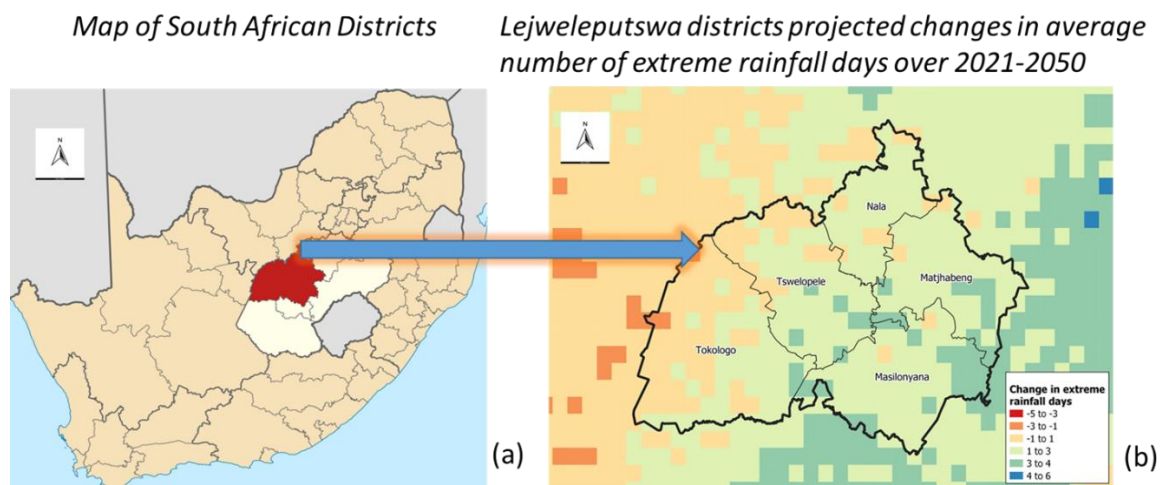 Map of South African Districts
Lejweleputswa districts projected changes in average
number of extreme rainfall days over 2021-2050
N
(a)
N
Nala
Matjhabeng
Tswelopele
Tokologo
Masilonyana
Change in extreme
rainfall days
-5 to -3
-3 to -1
-1 to 1
1 to 3
3 to 4
4 to 6
(b)